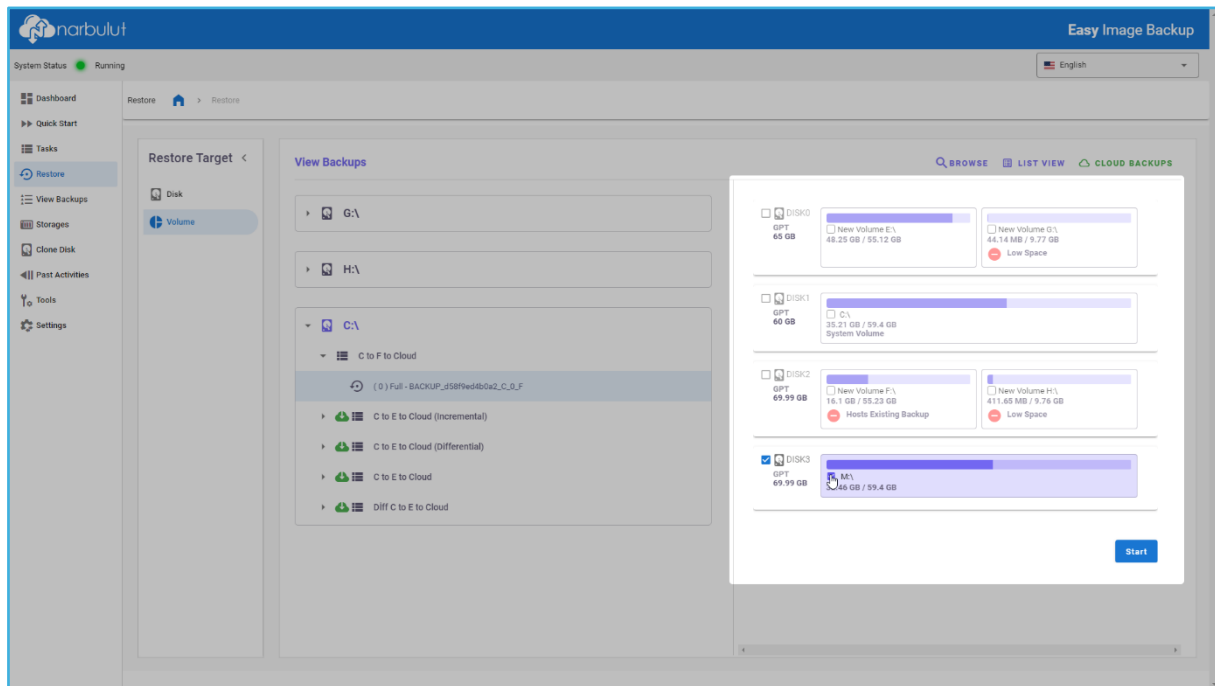 narbulut
Easy Image Backup
System Status Running
English
Dashboard
Quick Start
Tasks
Restore
View Backups
Storages
Clone Disk
Past Activities
Tools
Settings
Restore > Restore
Restore Target <
Disk
Volume
View Backups
BROWSE LIST VIEW CLOUD BACKUPS
G:\
H:\
C:\
C to F to Cloud
( 0 ) Full - BACKUP_d58f9ed4b0a2_C_0_F
C to E to Cloud (Incremental)
C to E to Cloud (Differential)
C to E to Cloud
Diff C to E to Cloud
DISK0
GPT
65 GB
New Volume E:\
48.25 GB / 55.12 GB
New Volume G:\
44.14 MB / 9.77 GB
Low Space
DISK1
GPT
60 GB
C:\
35.21 GB / 59.4 GB
System Volume
DISK2
GPT
69.99 GB
New Volume F:\
16.1 GB / 55.23 GB
Hosts Existing Backup
New Volume H:\
411.65 MB / 9.76 GB
Low Space
DISK3
GPT
69.99 GB
M:\
GB / 59.4 GB
Start